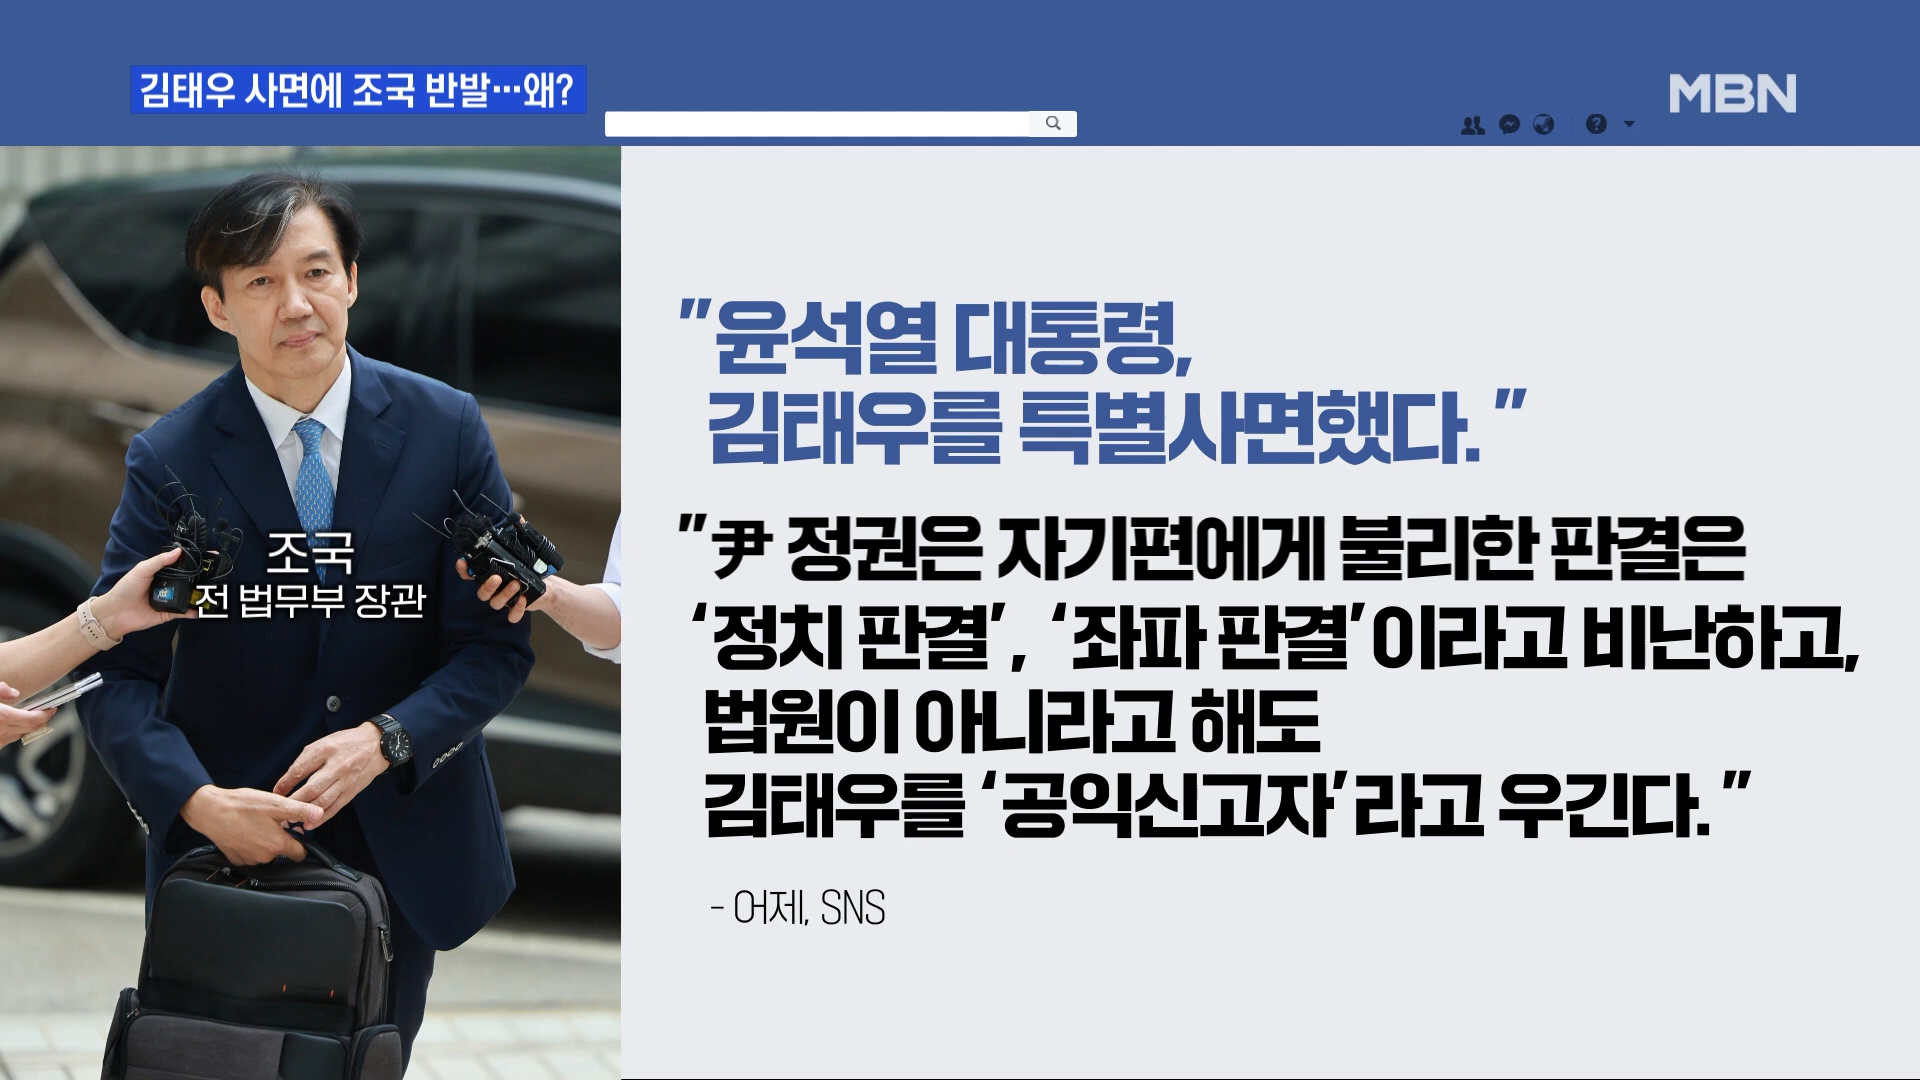 김태우 사면에 조국 반발…왜?
MBN
"윤석열 대통령,
김태우를 특별사면했다."
"尹 정권은 자기편에게 불리한 판결은
'정치 판결', '좌파 판결'이라고 비난하고,
법원이 아니라고 해도
김태우를 '공익신고자'라고 우긴다."
- 어제, SNS
조국
전 법무부 장관